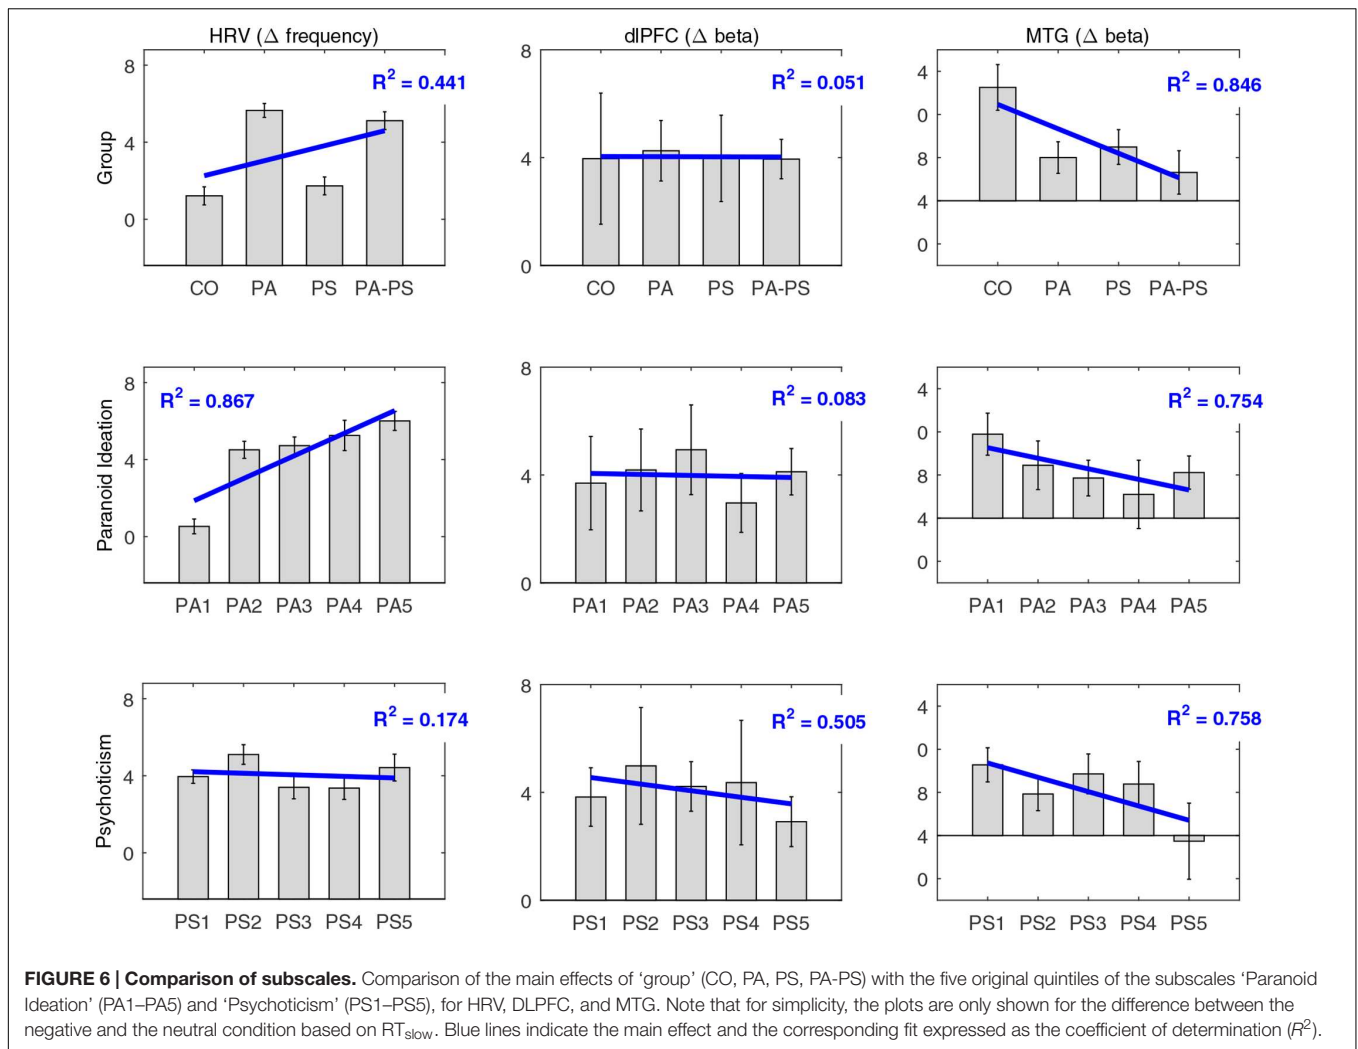 HRV (Δ frequency)
dlPFC (Δ beta)
MTG (Δ beta)
Group
8
4
0
R² = 0.441
CO PA PS PA-PS
8
4
0
R² = 0.051
CO PA PS PA-PS
4
0
8
4
0
R² = 0.846
CO PA PS PA-PS
Paranoid Ideation
8
4
0
R² = 0.867
PA1 PA2 PA3 PA4 PA5
8
4
0
R² = 0.083
PA1 PA2 PA3 PA4 PA5
4
0
8
4
0
R² = 0.754
PA1 PA2 PA3 PA4 PA5
Psychoticism
8
4
0
R² = 0.174
PS1 PS2 PS3 PS4 PS5
8
4
0
R² = 0.505
PS1 PS2 PS3 PS4 PS5
4
0
8
4
0
R² = 0.758
PS1 PS2 PS3 PS4 PS5
FIGURE 6 | Comparison of subscales. Comparison of the main effects of ‘group’ (CO, PA, PS, PA-PS) with the five original quintiles of the subscales ‘Paranoid
Ideation’ (PA1–PA5) and ‘Psychoticism’ (PS1–PS5), for HRV, DLPFC, and MTG. Note that for simplicity, the plots are only shown for the difference between the
negative and the neutral condition based on RTslow. Blue lines indicate the main effect and the corresponding fit expressed as the coefficient of determination (R²).